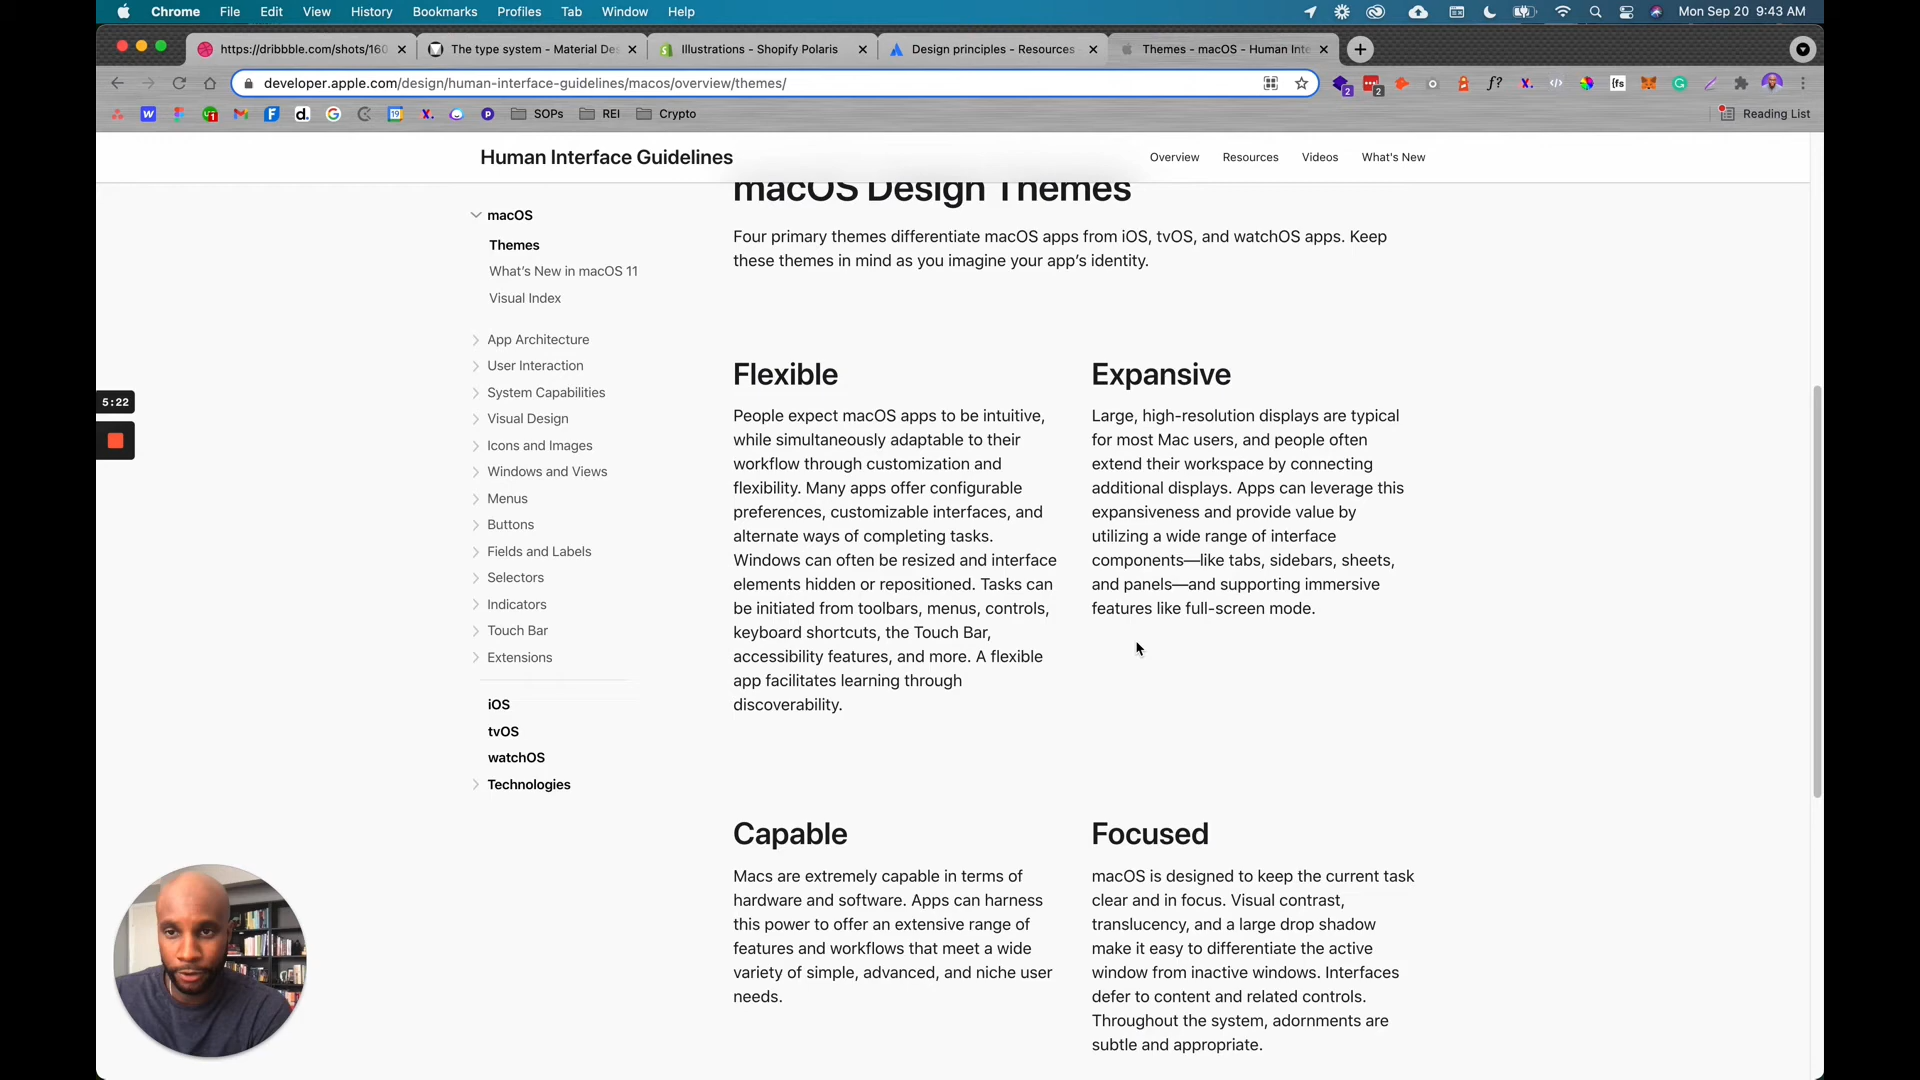 Chrome File Edit View History Bookmarks Profiles Tab Window Help
Mon Sep 20 9:43 AM
https://dribbble.com/shots/160
The type system - Material Des
Illustrations - Shopify Polaris
Design principles - Resources
Themes - macOS - Human Inte
developer.apple.com/design/human-interface-guidelines/macos/overview/themes/
SOPs
REI
Crypto
Reading List
Human Interface Guidelines
Overview
Resources
Videos
What's New
macOS
Themes
What's New in macOS 11
Visual Index
App Architecture
User Interaction
System Capabilities
Visual Design
Icons and Images
Windows and Views
Menus
Buttons
Fields and Labels
Selectors
Indicators
Touch Bar
Extensions
iOS
tvOS
watchOS
Technologies
macOS Design Themes
Four primary themes differentiate macOS apps from iOS, tvOS, and watchOS apps. Keep
these themes in mind as you imagine your app's identity.
Flexible
People expect macOS apps to be intuitive,
while simultaneously adaptable to their
workflow through customization and
flexibility. Many apps offer configurable
preferences, customizable interfaces, and
alternate ways of completing tasks.
Windows can often be resized and interface
elements hidden or repositioned. Tasks can
be initiated from toolbars, menus, controls,
keyboard shortcuts, the Touch Bar,
accessibility features, and more. A flexible
app facilitates learning through
discoverability.
Expansive
Large, high-resolution displays are typical
for most Mac users, and people often
extend their workspace by connecting
additional displays. Apps can leverage this
expansiveness and provide value by
utilizing a wide range of interface
components—like tabs, sidebars, sheets,
and panels—and supporting immersive
features like full-screen mode.
Capable
Macs are extremely capable in terms of
hardware and software. Apps can harness
this power to offer an extensive range of
features and workflows that meet a wide
variety of simple, advanced, and niche user
needs.
Focused
macOS is designed to keep the current task
clear and in focus. Visual contrast,
translucency, and a large drop shadow
make it easy to differentiate the active
window from inactive windows. Interfaces
defer to content and related controls.
Throughout the system, adornments are
subtle and appropriate.
5:22